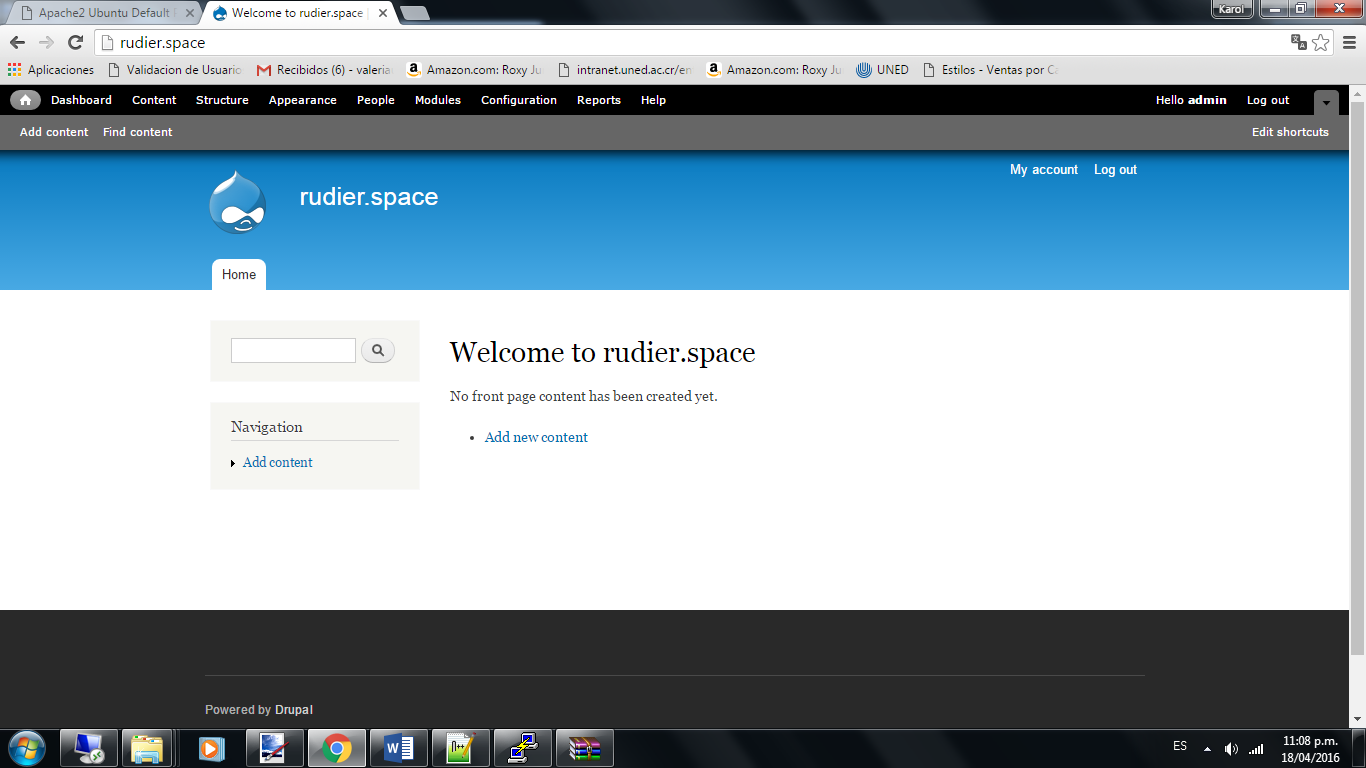 Apache2 Ubuntu Default
Welcome to rudier.space
Karol
rudier.space
Aplicaciones
Validacion de Usuario
Recibidos (6) - valeria
Amazon.com: Roxy Ju
intranet.uned.ac.cr/en
Amazon.com: Roxy Ju
UNED
Estilos - Ventas por C
Dashboard Content Structure Appearance People Modules Configuration Reports Help
Hello admin Log out
Add content Find content
Edit shortcuts
My account Log out
rudier.space
Home
Welcome to rudier.space
No front page content has been created yet.
Add new content
Navigation
Add content
Powered by Drupal
ES
11:08 p.m.
18/04/2016